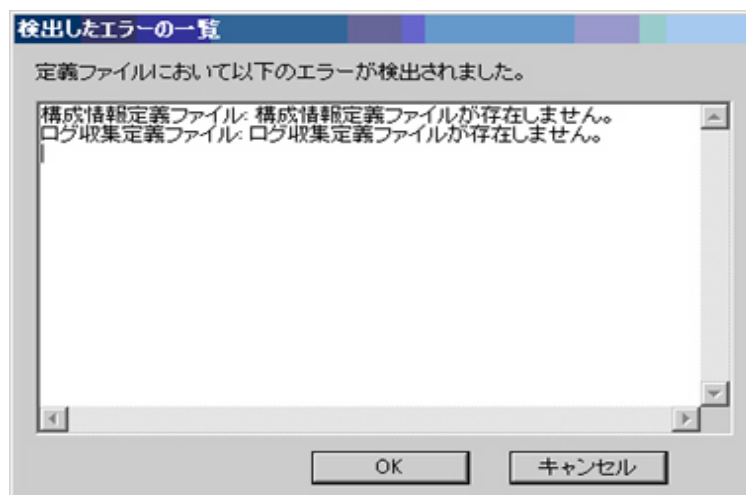 検出したエラーの一覧
定義ファイルにおいて以下のエラーが検出されました。
構成情報定義ファイル: 構成情報定義ファイルが存在しません。
ログ収集定義ファイル: ログ収集定義ファイルが存在しません。
OK
キャンセル